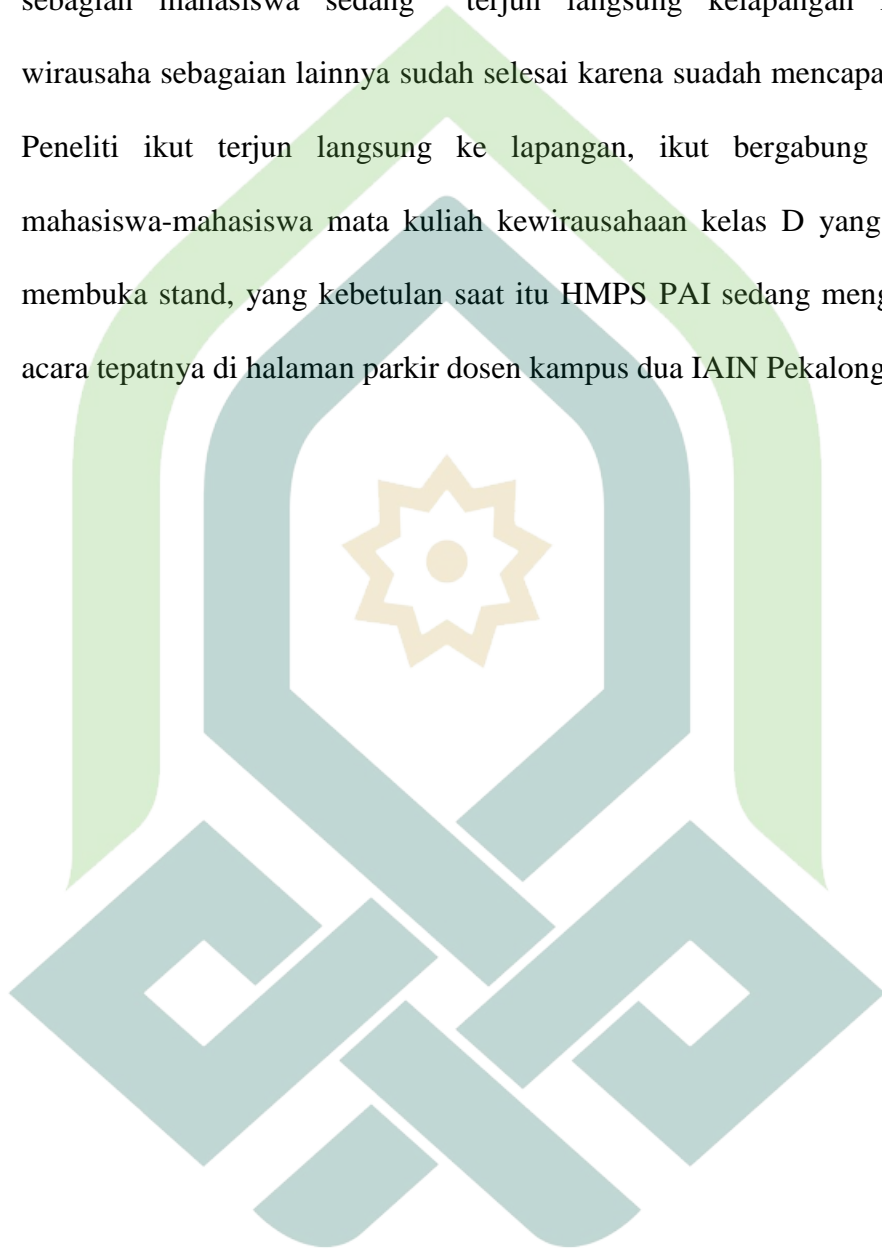 sebagian mahasiswa sedang terjun langsung kelapangan
wirausaha sebagaian lainnya sudah selesai karena suadah mencapa
Peneliti ikut terjun langsung ke lapangan, ikut bergabung
mahasiswa-mahasiswa mata kuliah kewirausahaan kelas D yang
membuka stand, yang kebetulan saat itu HMPS PAI sedang meng
acara tepatnya di halaman parkir dosen kampus dua IAIN Pekalong